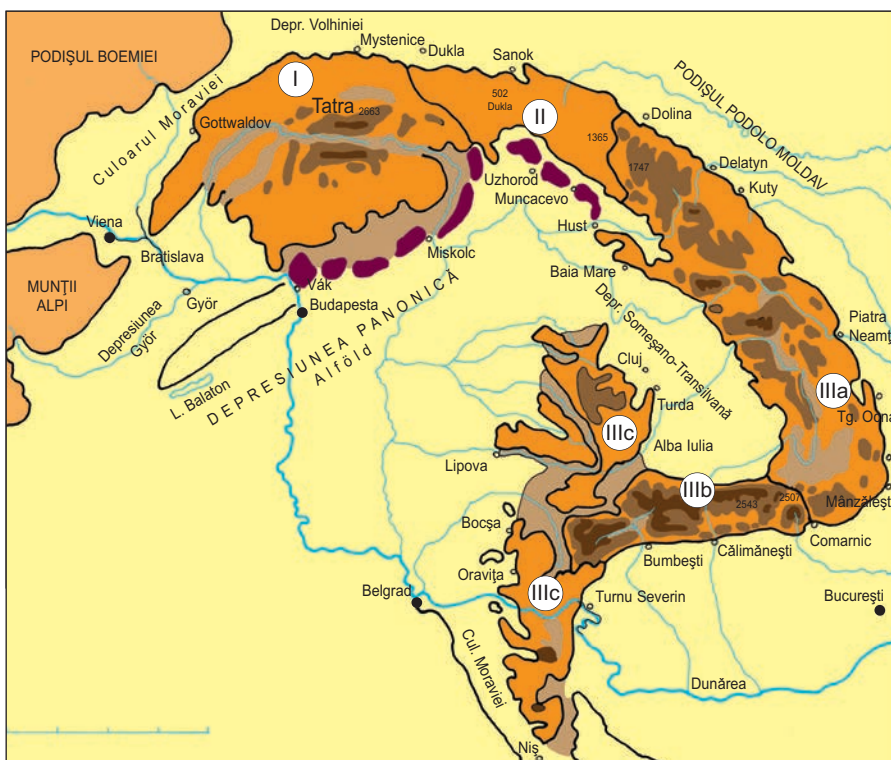 Depr. Volhiniei
PODIŞUL BOEMIEI
Mystenice
Dukla
Sanok
PODIŞUL PODOLO MOLDAV
I
Tatra 2663
502
Dukla
II
Dolina
Culoarul Moraviei
Gottwaldov
1365
1747
Delatyn
Kuty
Uzhorod
Muncacevo
Hust
Viena
Bratislava
Miskolc
Baia Mare
MUNŢII
ALPI
Vák
Györ
Budapesta
Depresiunea
Györ
DEPRESIUNEA PANONICĂ
Alföld
Depr. Someşano-Transilvană
Piatra
Neamţ
L. Balaton
Cluj
Turda
IIIa
Tg. Ocna
IIIc
Alba Iulia
Lipova
IIIb
2543
2507
Mânzăleşt
Bocşa
Comarnic
Călimăneşti
Bumbeşti
Oraviţa
Belgrad
IIIc
Turnu Severin
Bucureşti
Cul. Moraviei
Dunărea
Niş